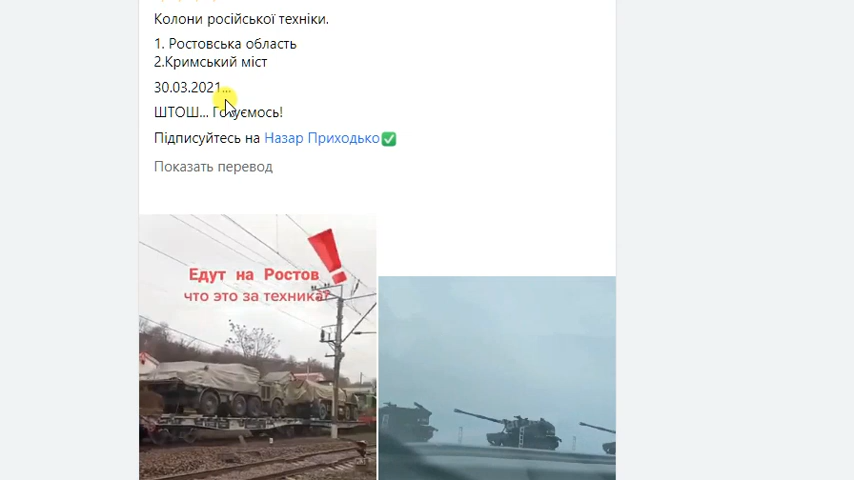 Колони російської техніки.
1. Ростовська область
2.Кримський міст
30.03.2021...
ШТОШ... Готуємось!
Підписуйтесь на Назар Приходько✅
Показать перевод
Едут на Ростов
что это за техника?